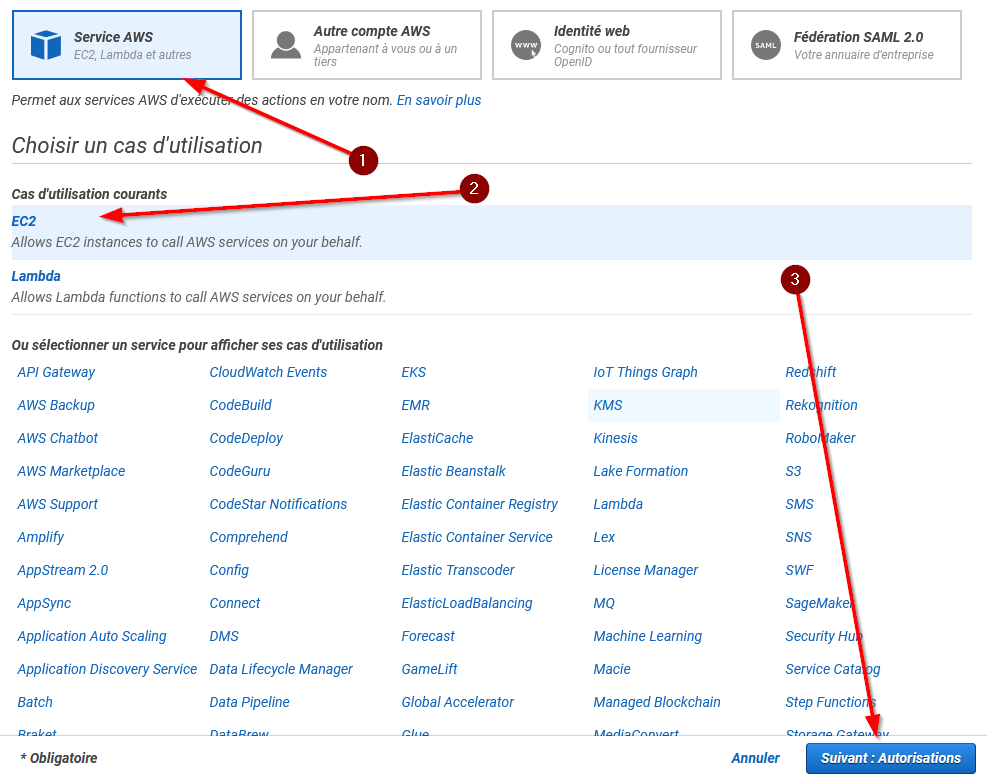 Service AWS
EC2, Lambda et autres
Autre compte AWS
Appartenant à vous ou à un
tiers
www
Identité web
Cognito ou tout fournisseur
OpenID
SAML
Fédération SAML 2.0
Votre annuaire d'entreprise
Permet aux services AWS d'exécuter des actions en votre nom. En savoir plus
Choisir un cas d'utilisation
1
Cas d'utilisation courants
2
EC2
Allows EC2 instances to call AWS services on your behalf.
Lambda
Allows Lambda functions to call AWS services on your behalf.
3
Ou sélectionner un service pour afficher ses cas d'utilisation
API Gateway CloudWatch Events EKS IoT Things Graph Redshift
AWS Backup CodeBuild EMR KMS Rekognition
AWS Chatbot CodeDeploy ElastiCache Kinesis RoboMaker
AWS Marketplace CodeGuru Elastic Beanstalk Lake Formation S3
AWS Support CodeStar Notifications Elastic Container Registry Lambda SMS
Amplify Comprehend Elastic Container Service Lex SNS
AppStream 2.0 Config Elastic Transcoder License Manager SWF
AppSync Connect ElasticLoadBalancing MQ SageMaker
Application Auto Scaling DMS Forecast Machine Learning Security Hub
Application Discovery Service Data Lifecycle Manager GameLift Macie Service Catalog
Batch Data Pipeline Global Accelerator Managed Blockchain Step Functions
Braket DataBrew Glue MediaConvert Storage Gateway
* Obligatoire Annuler Suivant : Autorisations